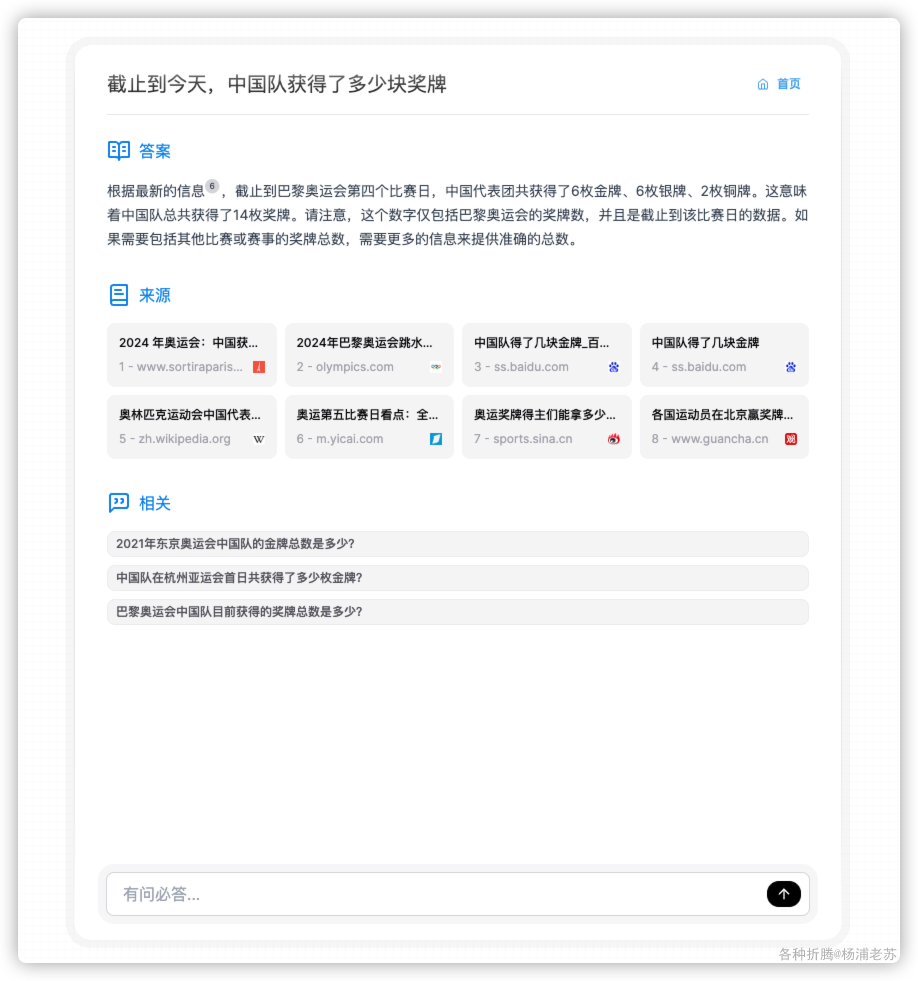 截止到今天，中国队获得了多少块奖牌
首页
答案
根据最新的信息6，截止到巴黎奥运会第四个比赛日，中国代表团共获得了6枚金牌、6枚银牌、2枚铜牌。这意味
着中国队总共获得了14枚奖牌。请注意，这个数字仅包括巴黎奥运会的奖牌数，并且是截止到该比赛日的数据。如
果需要包括其他比赛或赛事的奖牌总数，需要更多的信息来提供准确的总数。
来源
2024 年奥运会：中国获...
1 - www.sortiraparis...
2024年巴黎奥运会跳水...
2 - olympics.com
中国队得了几块金牌_百...
3 - ss.baidu.com
中国队得了几块金牌
4 - ss.baidu.com
奥林匹克运动会中国代表...
5 - zh.wikipedia.org
W
奥运第五比赛日看点：全...
6 - m.yicai.com
奥运奖牌得主们能拿多少...
7 - sports.sina.cn
各国运动员在北京赢奖牌...
8 - www.guancha.cn
观
相关
2021年东京奥运会中国队的金牌总数是多少?
中国队在杭州亚运会首日共获得了多少枚金牌?
巴黎奥运会中国队目前获得的奖牌总数是多少?
有问必答...
各种折腾@杨浦老苏